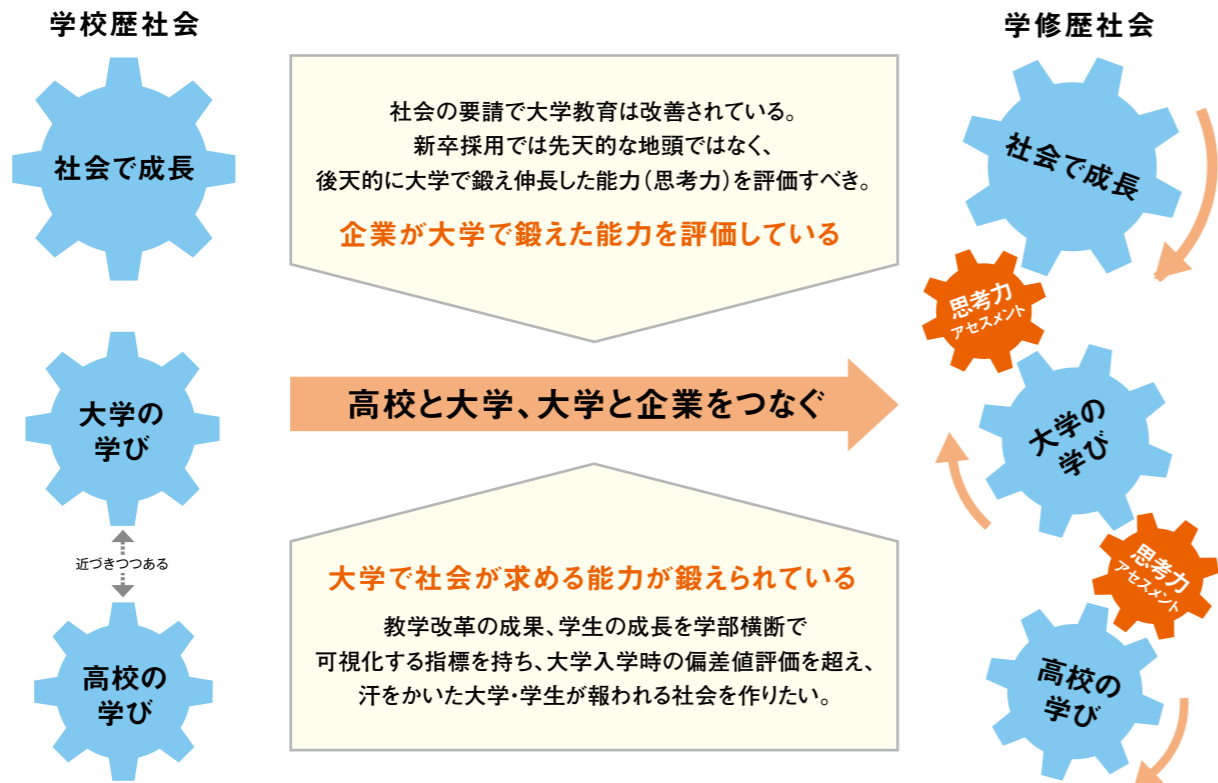 学校歴社会
社会で成長
大学の
学び
近づきつつある
高校の
学び
社会の要請で大学教育は改善されている。
新卒採用では先天的な地頭ではなく、
後天的に大学で鍛え伸長した能力（思考力）を評価すべき。
企業が大学で鍛えた能力を評価している
高校と大学、大学と企業をつなぐ
大学で社会が求める能力が鍛えられている
教学改革の成果、学生の成長を学部横断で
可視化する指標を持ち、大学入学時の偏差値評価を超え、
汗をかいた大学・学生が報われる社会を作りたい。
学修歴社会
社会で成長
思考力
アセスメント
大学の
学び
思考力
アセスメント
高校の
学び